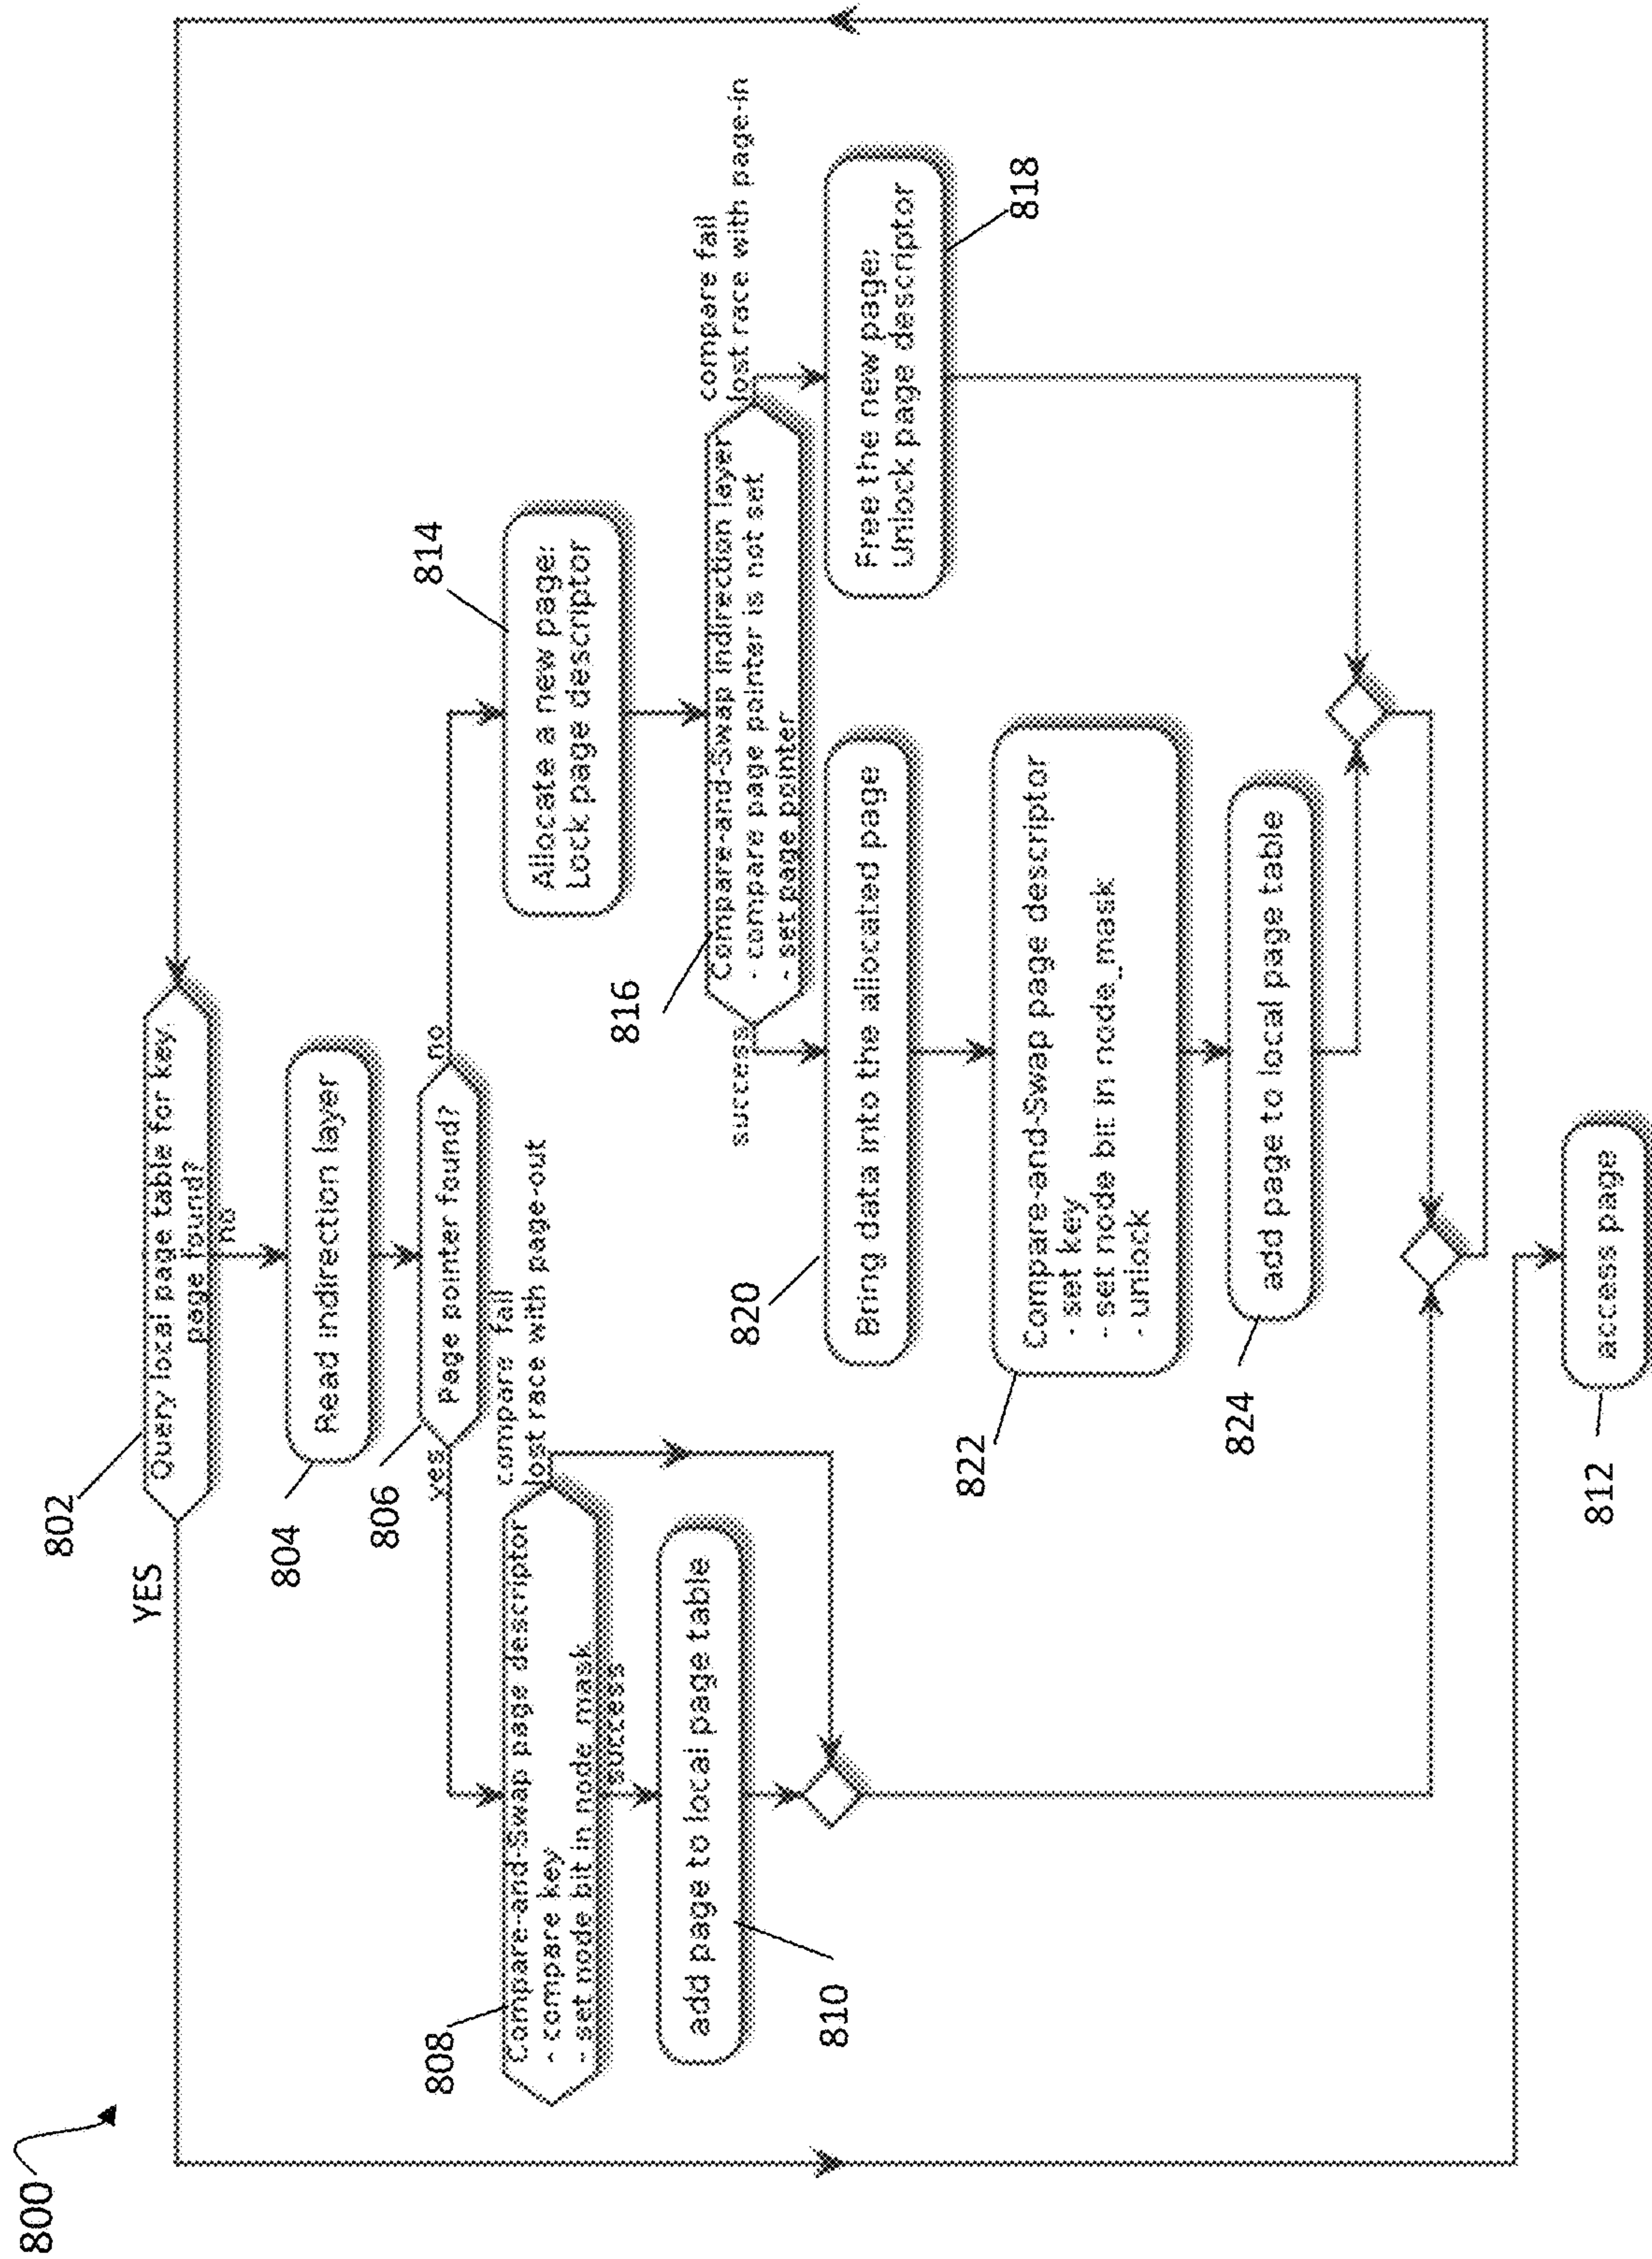 800
802
Query local page table for key.
page found?
YES
no
804
Read indirection layer
806
Page pointer found?
yes
no
808
Compare-and-Swap page descriptor
- compare key
- set node bit in node_mask
compare fail
lost race with page-out
success
810
add page to local page table
814
Allocate a new page:
Lock page descriptor
816
Compare-and-Swap indirection layer
- compare page pointer is not set
- set page pointer
compare fail
lost race with page-in
success
818
Free the new page:
Unlock page descriptor
820
Bring data into the allocated page
822
Compare-and-Swap page descriptor
- set key
- set node bit in node_mask
- unlock
824
add page to local page table
812
access page